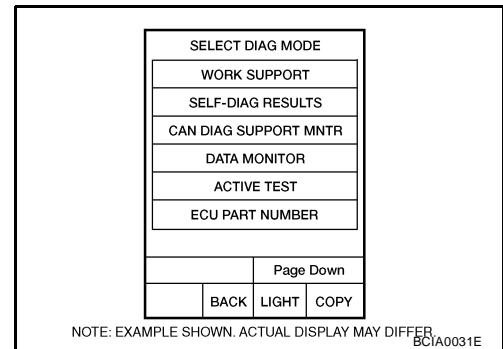 SELECT DIAG MODE
WORK SUPPORT
SELF-DIAG RESULTS
CAN DIAG SUPPORT MNTR
DATA MONITOR
ACTIVE TEST
ECU PART NUMBER
Page Down
BACK LIGHT COPY
NOTE: EXAMPLE SHOWN. ACTUAL DISPLAY MAY DIFFER.
BCIA0031E